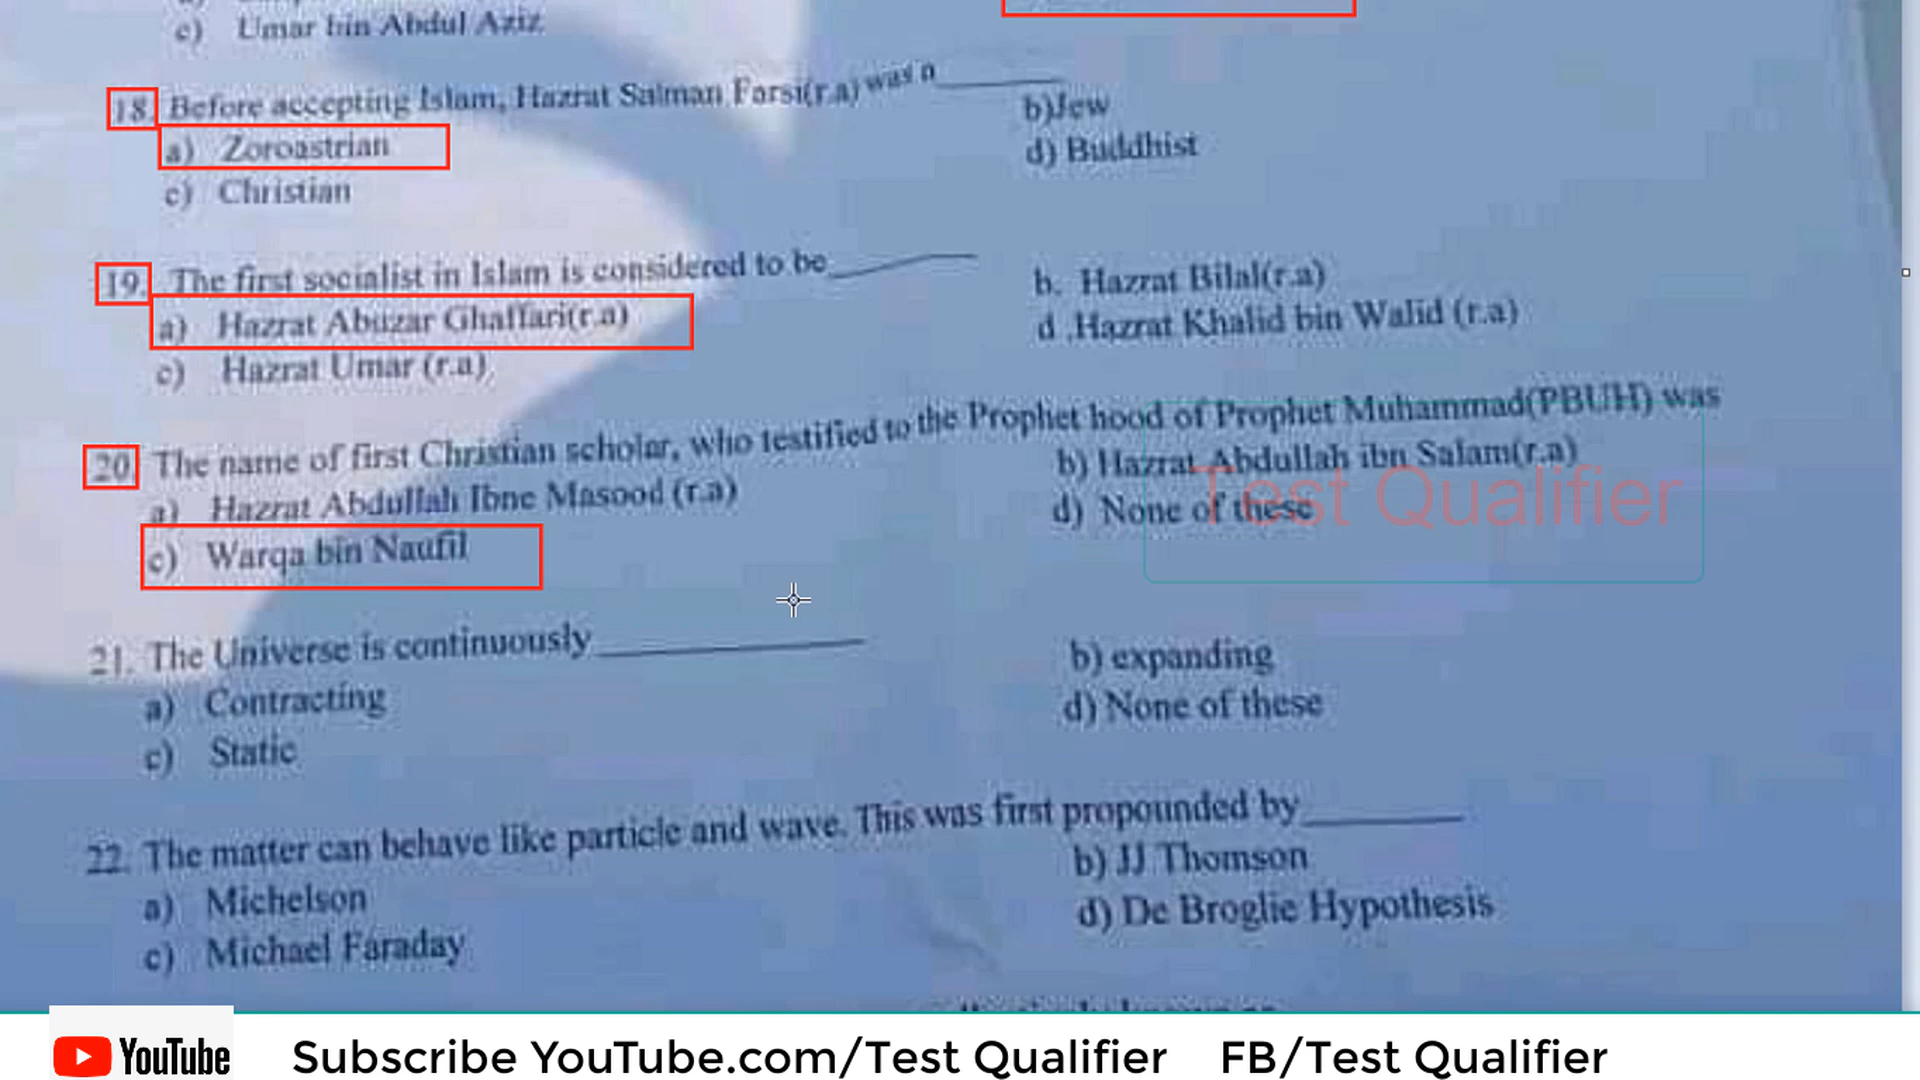 c) Umar bin Abdul Aziz
18. Before accepting Islam, Hazrat Salman Farsi(r.a) was a______
a) Zoroastrian
b)Jew
c) Christian
d) Buddhist
19. The first socialist in Islam is considered to be______
a) Hazrat Abuzar Ghaffari(r.a)
b. Hazrat Bilal(r.a)
c) Hazrat Umar (r.a)
d .Hazrat Khalid bin Walid (r.a)
20 The name of first Christian scholar, who testified to the Prophet hood of Prophet Muhammad(PBUH) was
a) Hazrat Abdullah Ibne Masood (r.a)
b) Hazrat Abdullah ibn Salam(r.a)
c) Warqa bin Naufil
d) None of these
Test Qualifier
21. The Universe is continuously______
a) Contracting
b) expanding
c) Static
d) None of these
22. The matter can behave like particle and wave. This was first propounded by______
a) Michelson
b) JJ Thomson
c) Michael Faraday
d) De Broglie Hypothesis
YouTube Subscribe YouTube.com/Test Qualifier FB/Test Qualifier